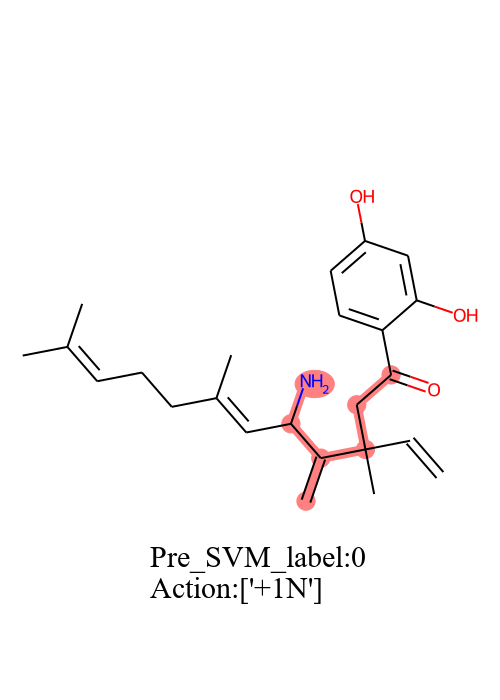 OH
OH
NH2
O
Pre_SVM_label:0
Action:['+1N']